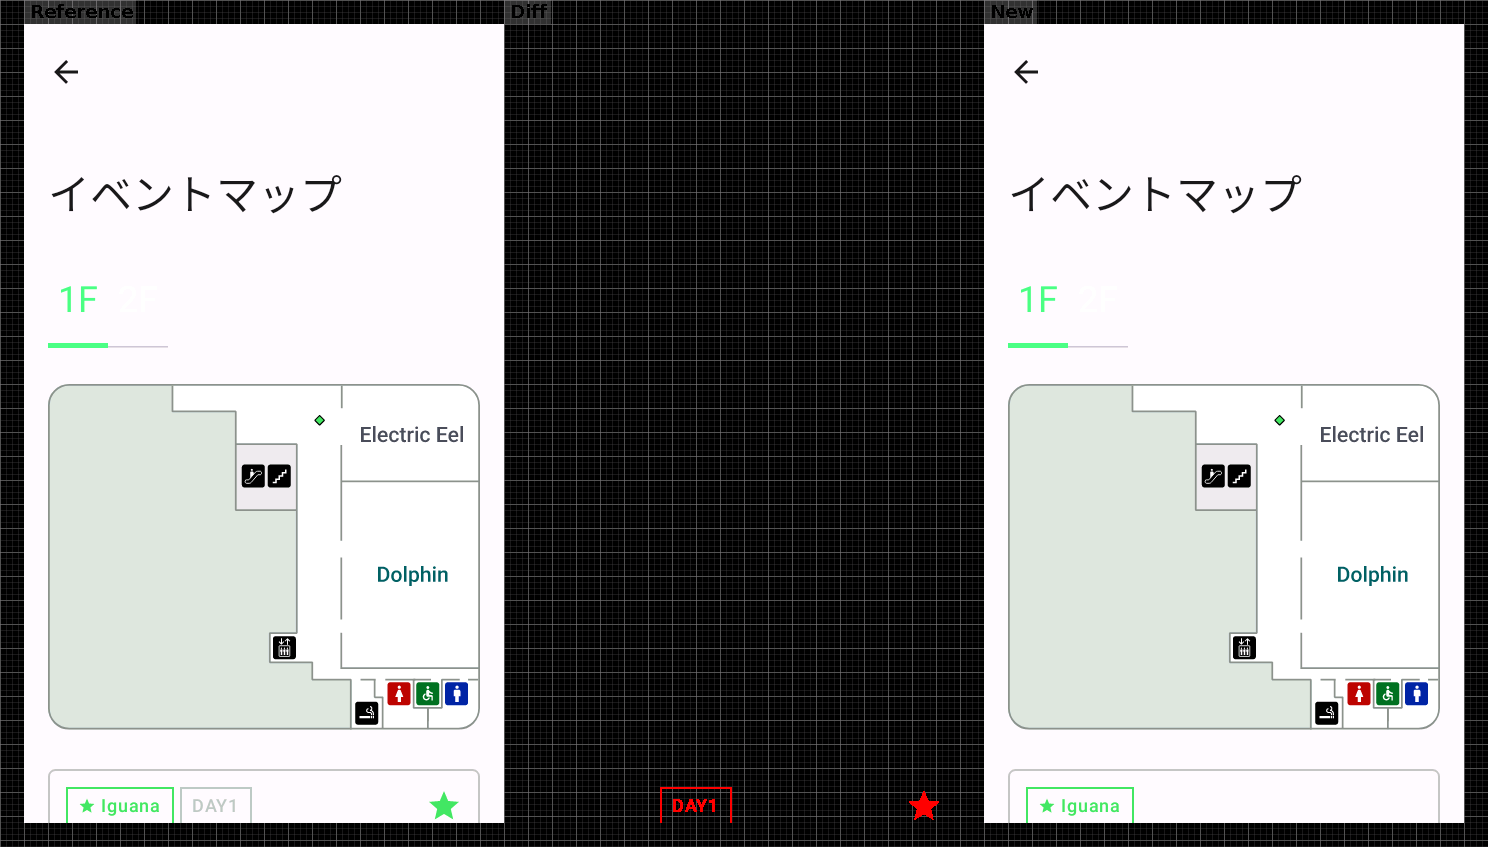 Reference
Diff
New
イベントマップ
1F 2F
Electric Eel
Dolphin
Iguana DAY1
DAY1
イベントマップ
1F
Electric Eel
Dolphin
Iguana